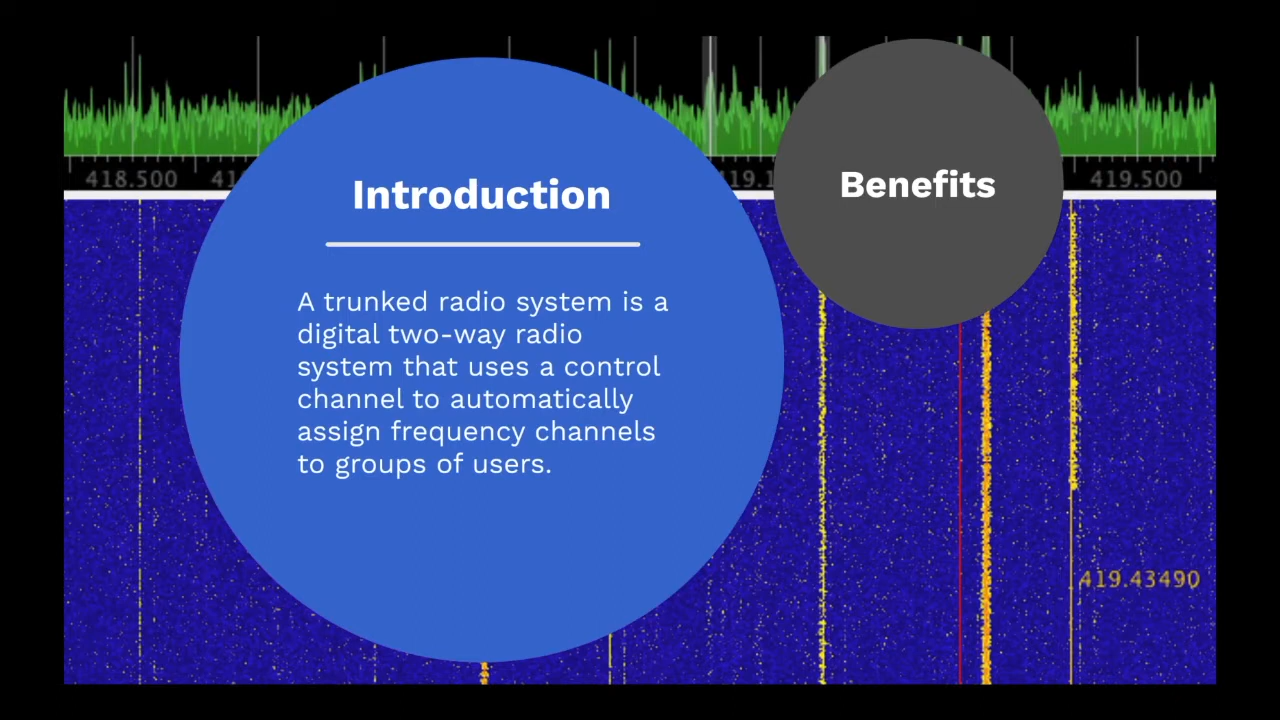 418.500
419.500
Introduction
Benefits
A trunked radio system is a
digital two-way radio
system that uses a control
channel to automatically
assign frequency channels
to groups of users.
419.43490